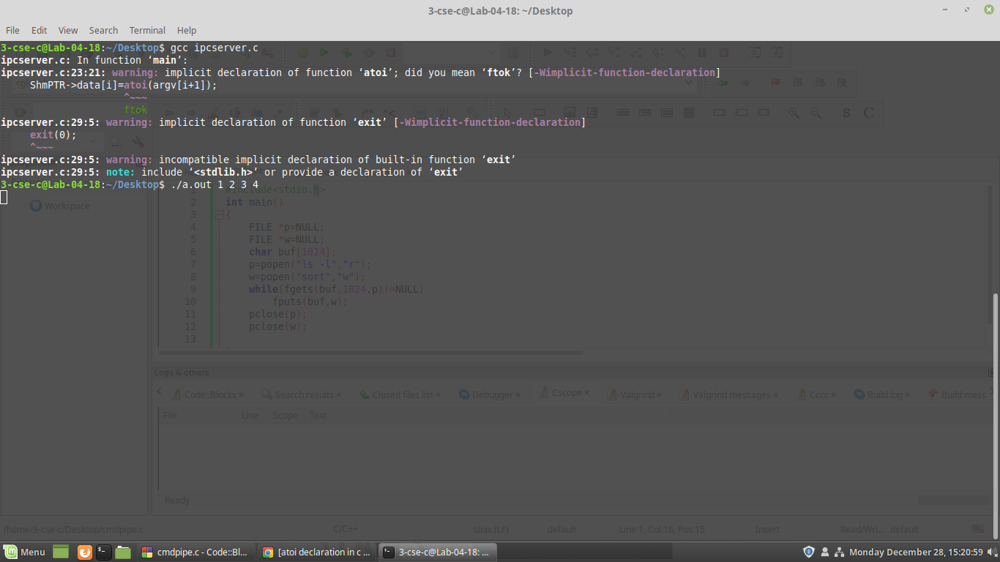 3-cse-c@Lab-04-18: ~/Desktop
File Edit View Search Terminal Help
3-cse-c@Lab-04-18:~/Desktop$ gcc ipcserver.c
ipcserver.c: In function ‘main’:
ipcserver.c:23:21: warning: implicit declaration of function ‘atoi’; did you mean ‘ftok’? [-Wimplicit-function-declaration]
ShmPTR->data[i]=atoi(argv[i+1]);
^~~~
ftok
ipcserver.c:29:5: warning: implicit declaration of function ‘exit’ [-Wimplicit-function-declaration]
exit(0);
^~~~
ipcserver.c:29:5: warning: incompatible implicit declaration of built-in function ‘exit’
ipcserver.c:29:5: note: include ‘<stdlib.h>’ or provide a declaration of ‘exit’
3-cse-c@Lab-04-18:~/Desktop$ ./a.out 1 2 3 4
Workspace
1 #include<stdio.h>
2 int main()
3 {
4 FILE *p=NULL;
5 FILE *w=NULL;
6 char buf[1024];
7 p=popen("ls -l","r");
8 w=popen("sort","w");
9 while(fgets(buf,1024,p)!=NULL)
10 fputs(buf,w);
11 pclose(p);
12 pclose(w);
13
Logs & others
Code::Blocks Search results Closed files list Debugger Cscope Valgrind Valgrind messages Cccc Build log Build mess
File Line Scope Text
Ready
/home/3-cse-c/Desktop/cmdpipe.c C/C++ Unix (LF) default Line 1, Col 16, Pos 15 Insert Read/Wri... default
Menu cmdpipe.c - Code::Bl... [atoi declaration in c ... 3-cse-c@Lab-04-18: ... Monday December 28, 15:20:59